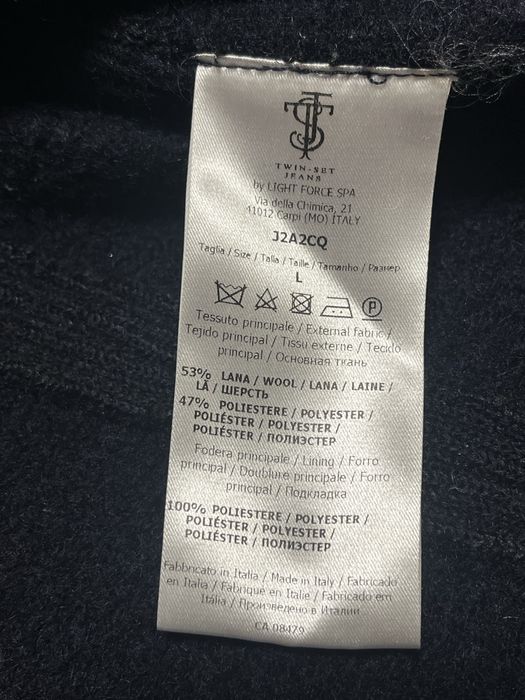 TWIN-SET
JEANS
by LIGHT FORCE SPA
Via della Chimica, 21
41012 Carpi (MO) ITALY
J2A2CQ
Taglia / Size / Talla / Taille / Tamanho / Размер
L
P
Tessuto principale / External fabric /
Tejido principal / Tissu externe / Tecido
principal / Основная ткань
53% LANA / WOOL / LANA / LAINE /
LÃ / ШЕРСТЬ
47% POLIESTERE / POLYESTER /
POLIÉSTER / POLYESTER /
POLIÉSTER / ПОЛИЭСТЕР
Fodera principale / Lining / Forro
principal / Doublure principale / Forro
principal / Подкладка
100% POLIESTERE / POLYESTER /
POLIÉSTER / POLYESTER /
POLIÉSTER / ПОЛИЭСТЕР
Fabbricato in Italia / Made in Italy / Fabricado
en Italia / Fabriqué en Italie / Fabricado em
Itália / Произведено в Италии
CA 08479